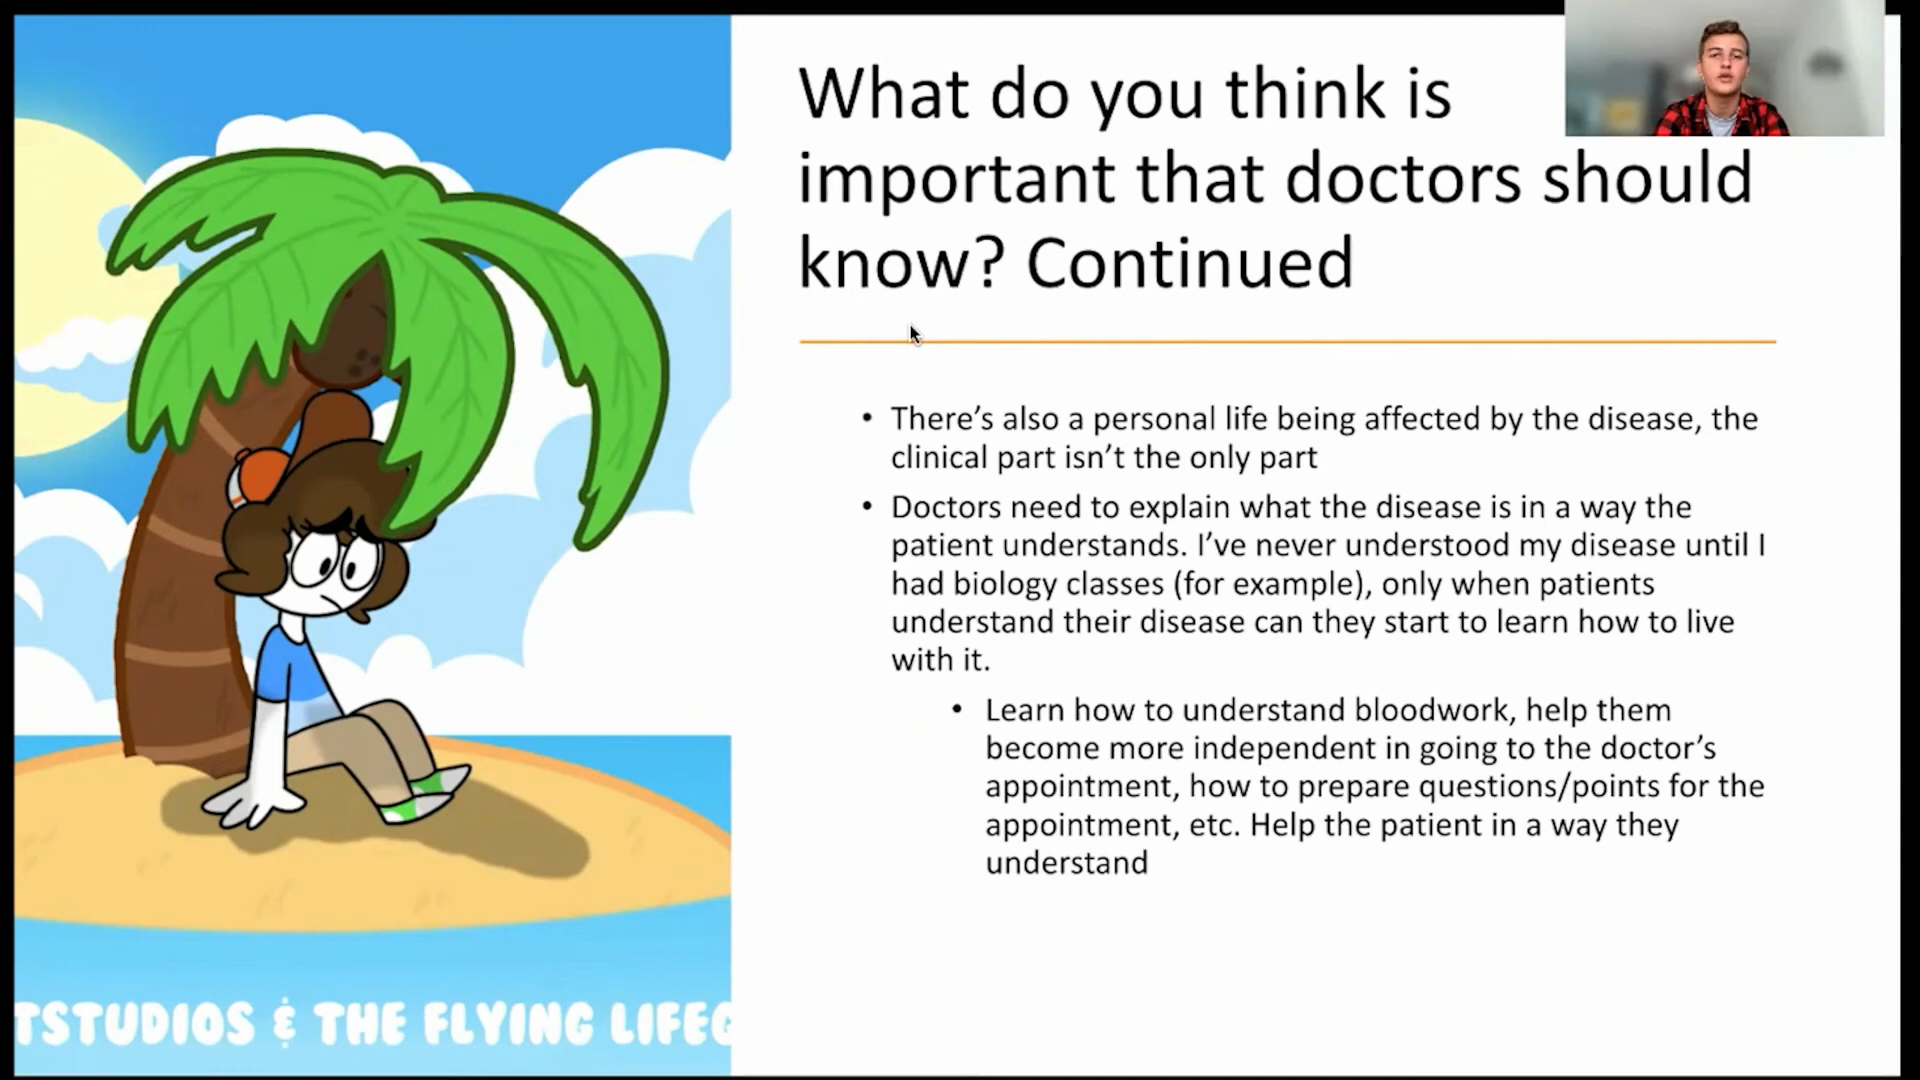 What do you think is
important that doctors should
know? Continued
• There’s also a personal life being affected by the disease, the
clinical part isn’t the only part
• Doctors need to explain what the disease is in a way the
patient understands. I’ve never understood my disease until I
had biology classes (for example), only when patients
understand their disease can they start to learn how to live
with it.
• Learn how to understand bloodwork, help them
become more independent in going to the doctor’s
appointment, how to prepare questions/points for the
appointment, etc. Help the patient in a way they
understand
TSTUDIOS & THE FLYING LIFEG